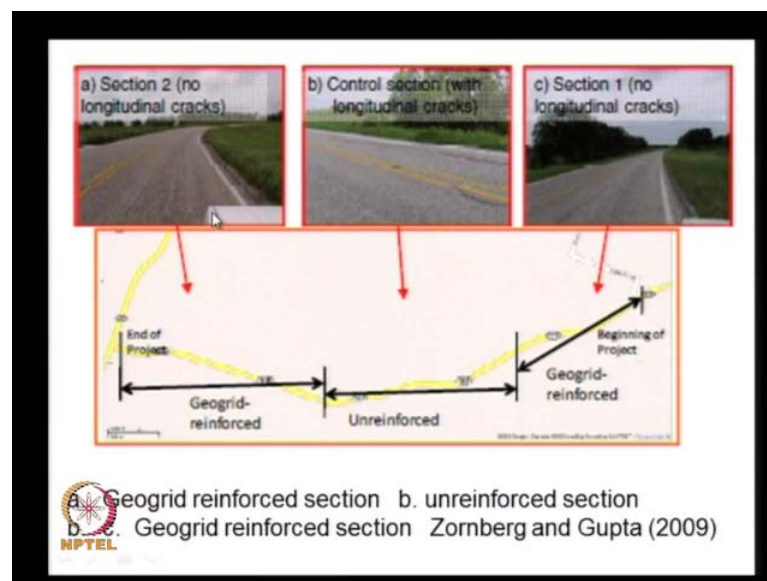 a) Section 2 (no
longitudinal cracks)
b) Control section (with
longitudinal cracks)
c) Section 1 (no
longitudinal cracks)
End of
Project
Beginning of
Project
Geogrid-
reinforced
Unreinforced
Geogrid-
reinforced
a. Geogrid reinforced section b. unreinforced section
b. c. Geogrid reinforced section Zornberg and Gupta (2009)
NPTEL